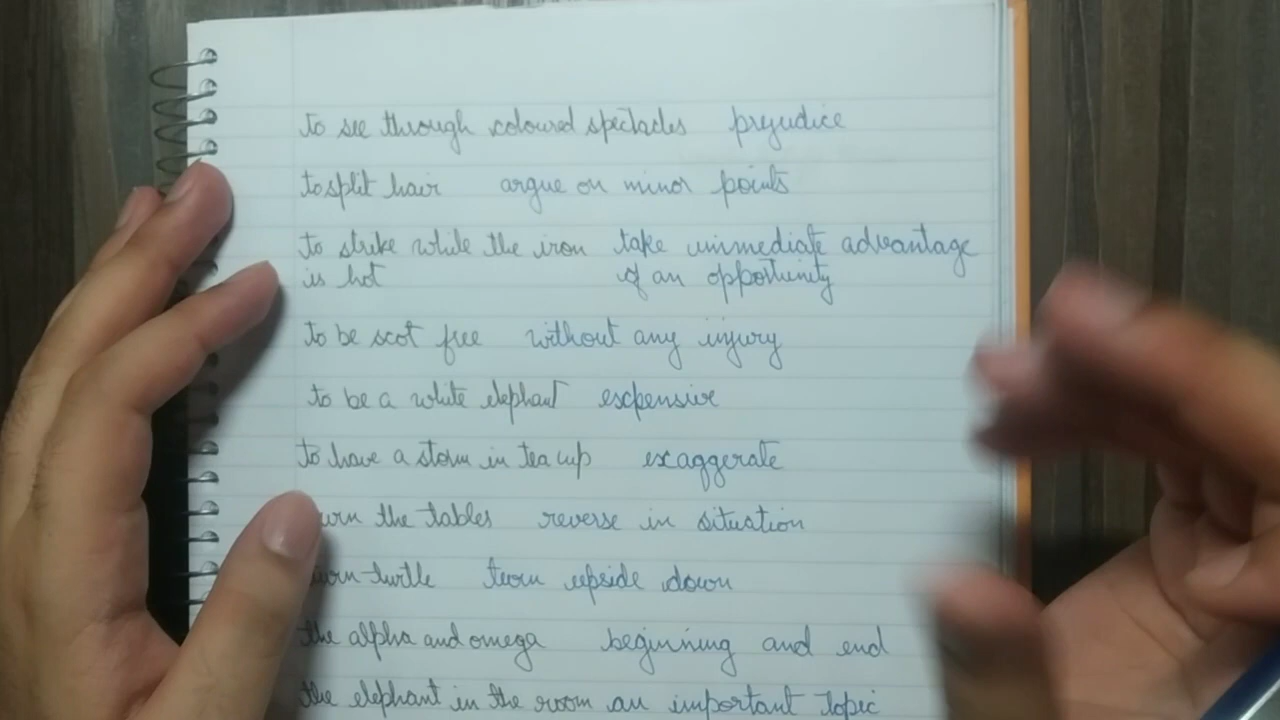 to see through coloured spectacles prejudice
to split hair argue on minor points
to strike while the iron take immediate advantage
is hot of an opportunity
to be scot free without any injury
to be a white elephant expensive
to have a storm in tea cup exaggerate
urn the tables reverse in situation
turn turtle turn upside down
the alpha and omega beginning and end
the elephant in the room an important topic